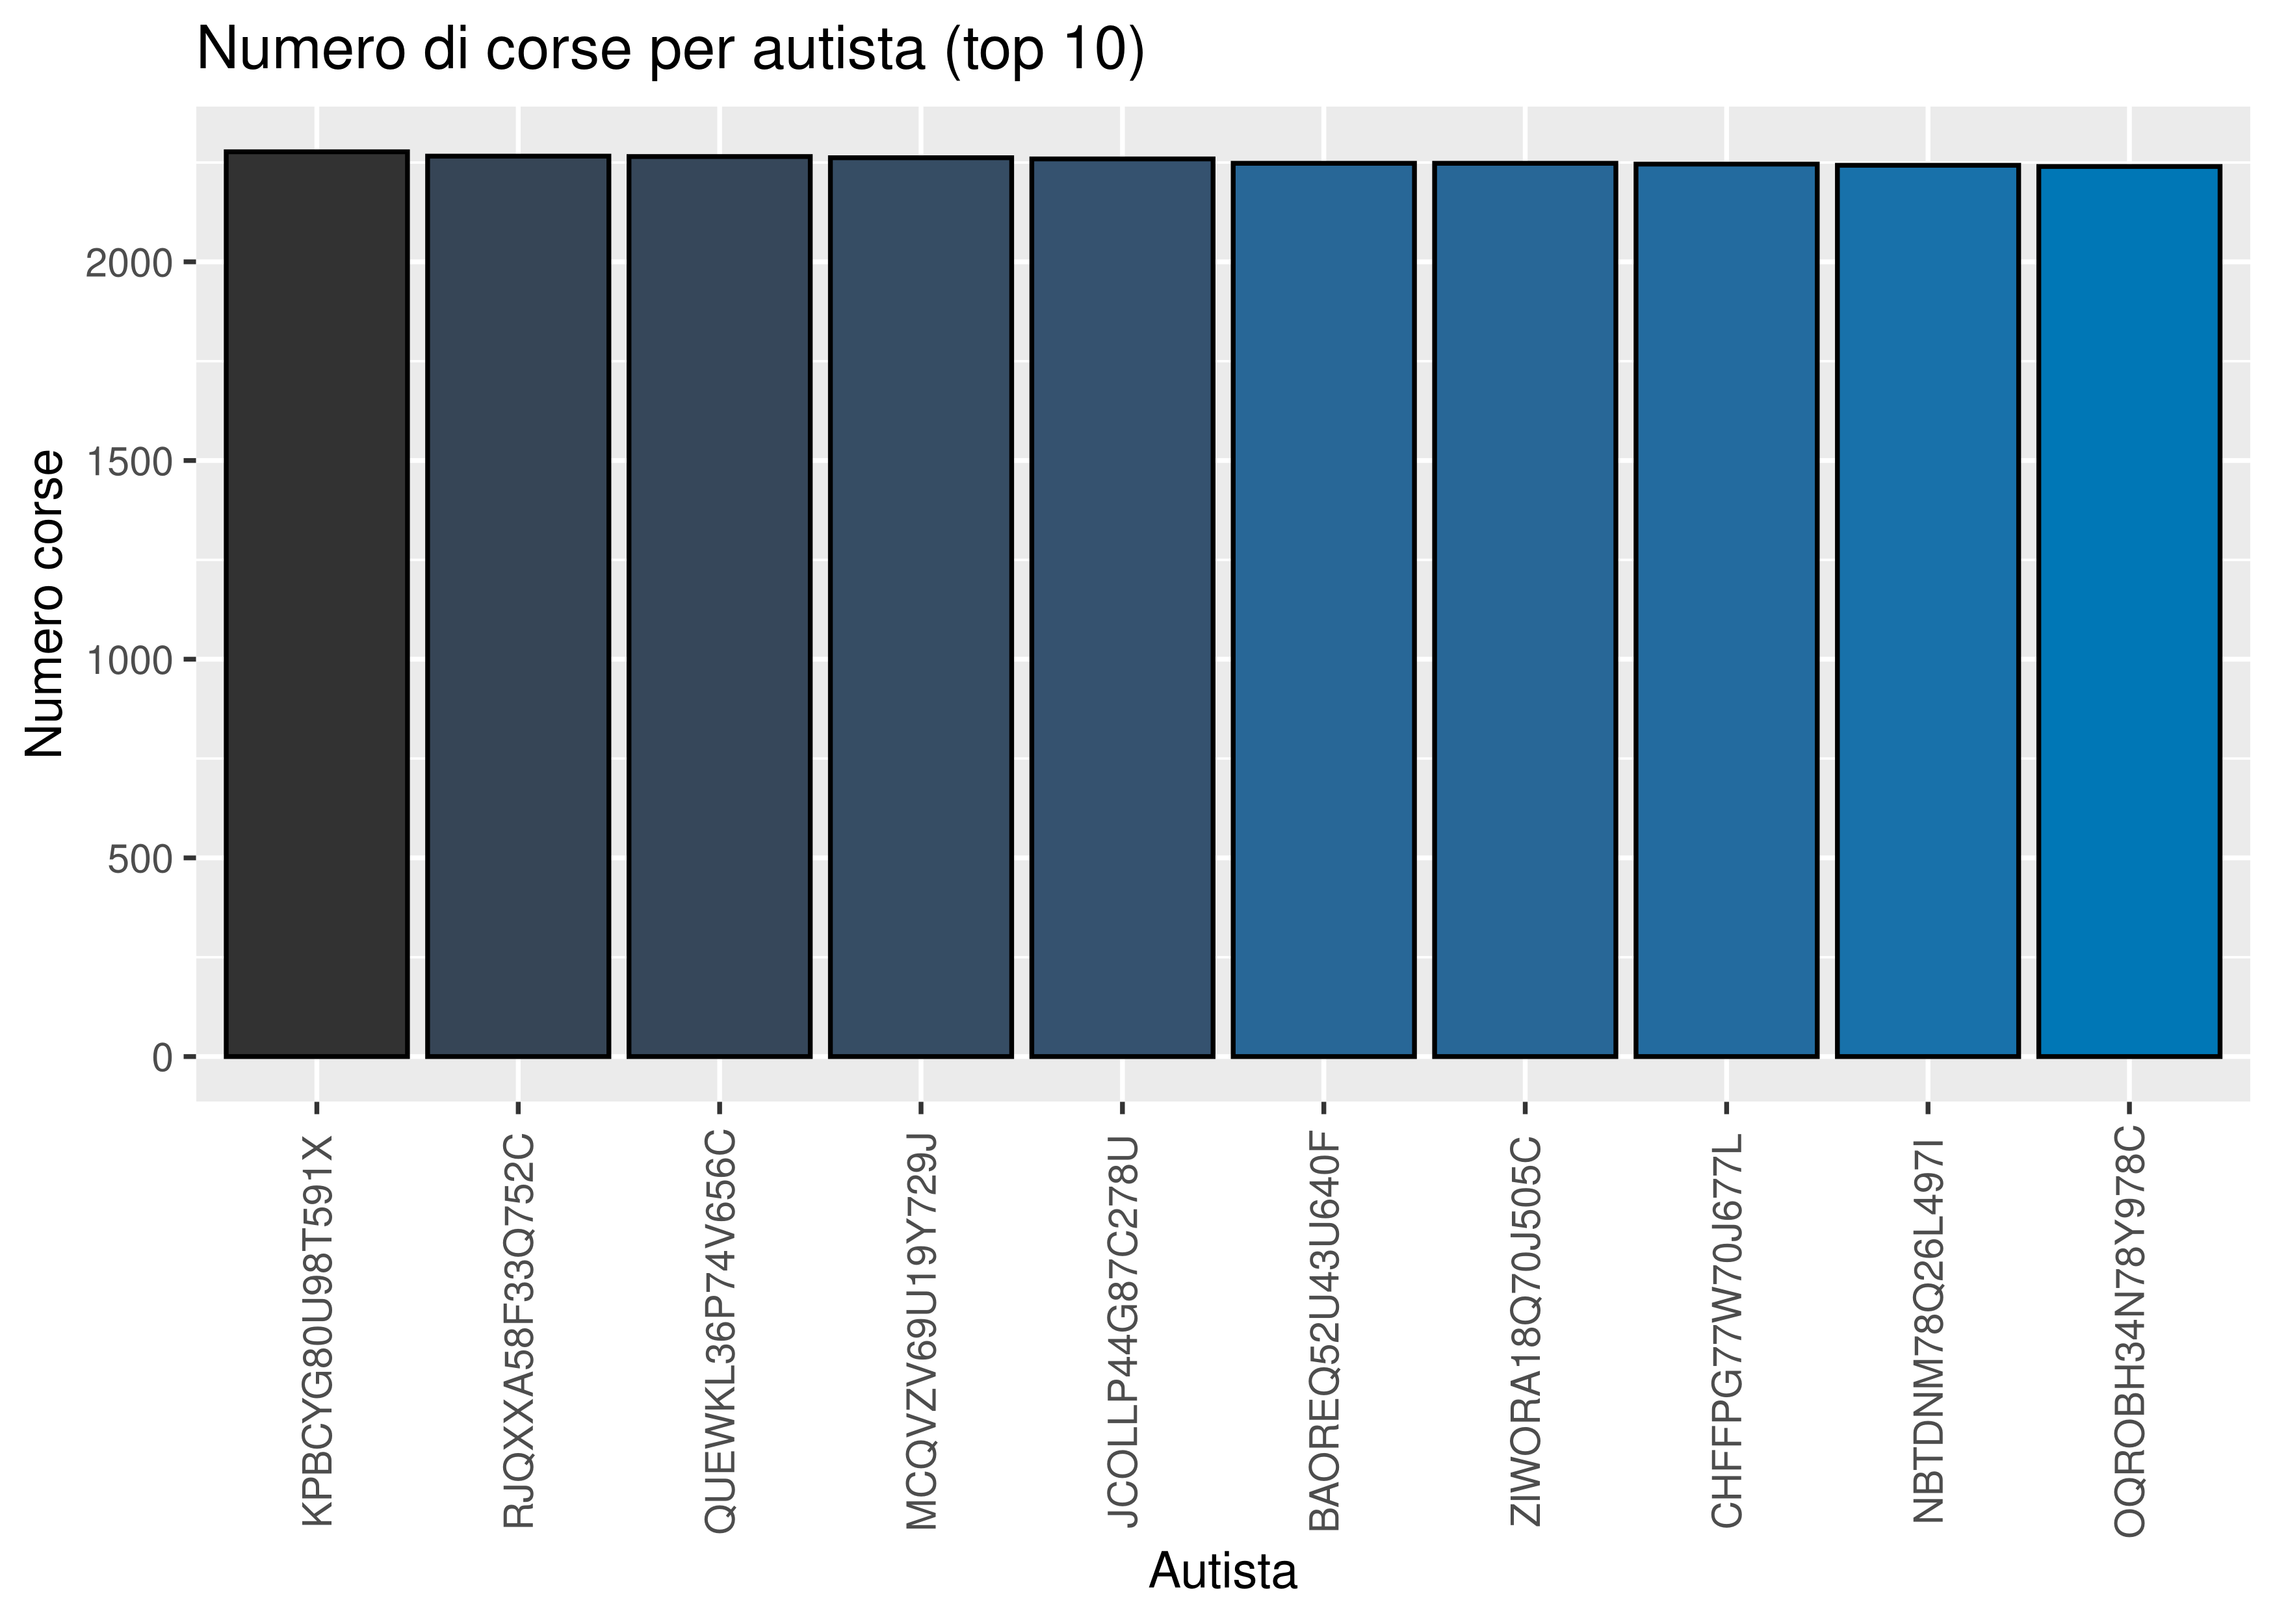 Numero di corse per autista (top 10)
Numero corse
2000
1500
1000
500
0
KPBCYG80U98T591X
RJQXXA58F33Q752C
QUEWKL36P74V656C
MCQVZV69U19Y729J
JCOLLP44G87C278U
BAOREQ52U43U640F
ZIWORA18Q70J505C
CHFFPG77W70J677L
NBTDNM78Q26L497I
OQROBH34N78Y978C
Autista